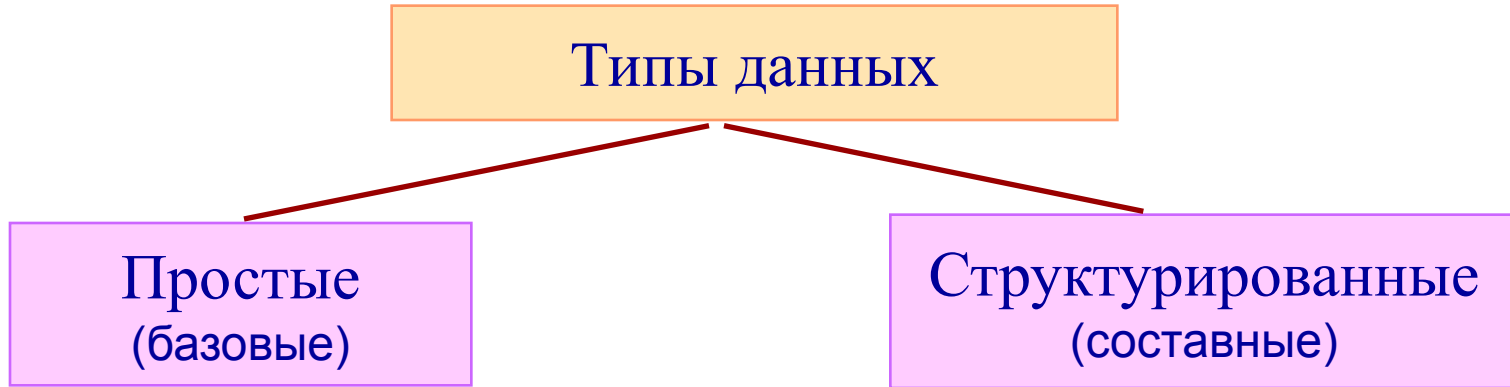 Типы данных
Простые
(базовые)
Структурированные
(составные)